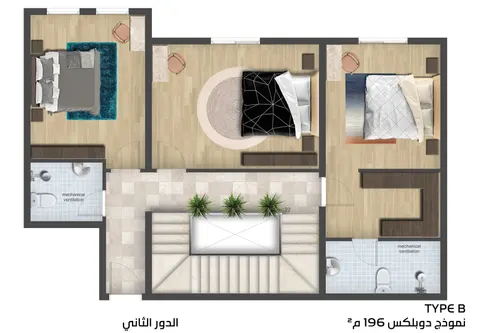 mechanical
ventilation
mechanical
ventilation
TYPE B
نموذج دوبلكس 196 م²
الدور الثاني